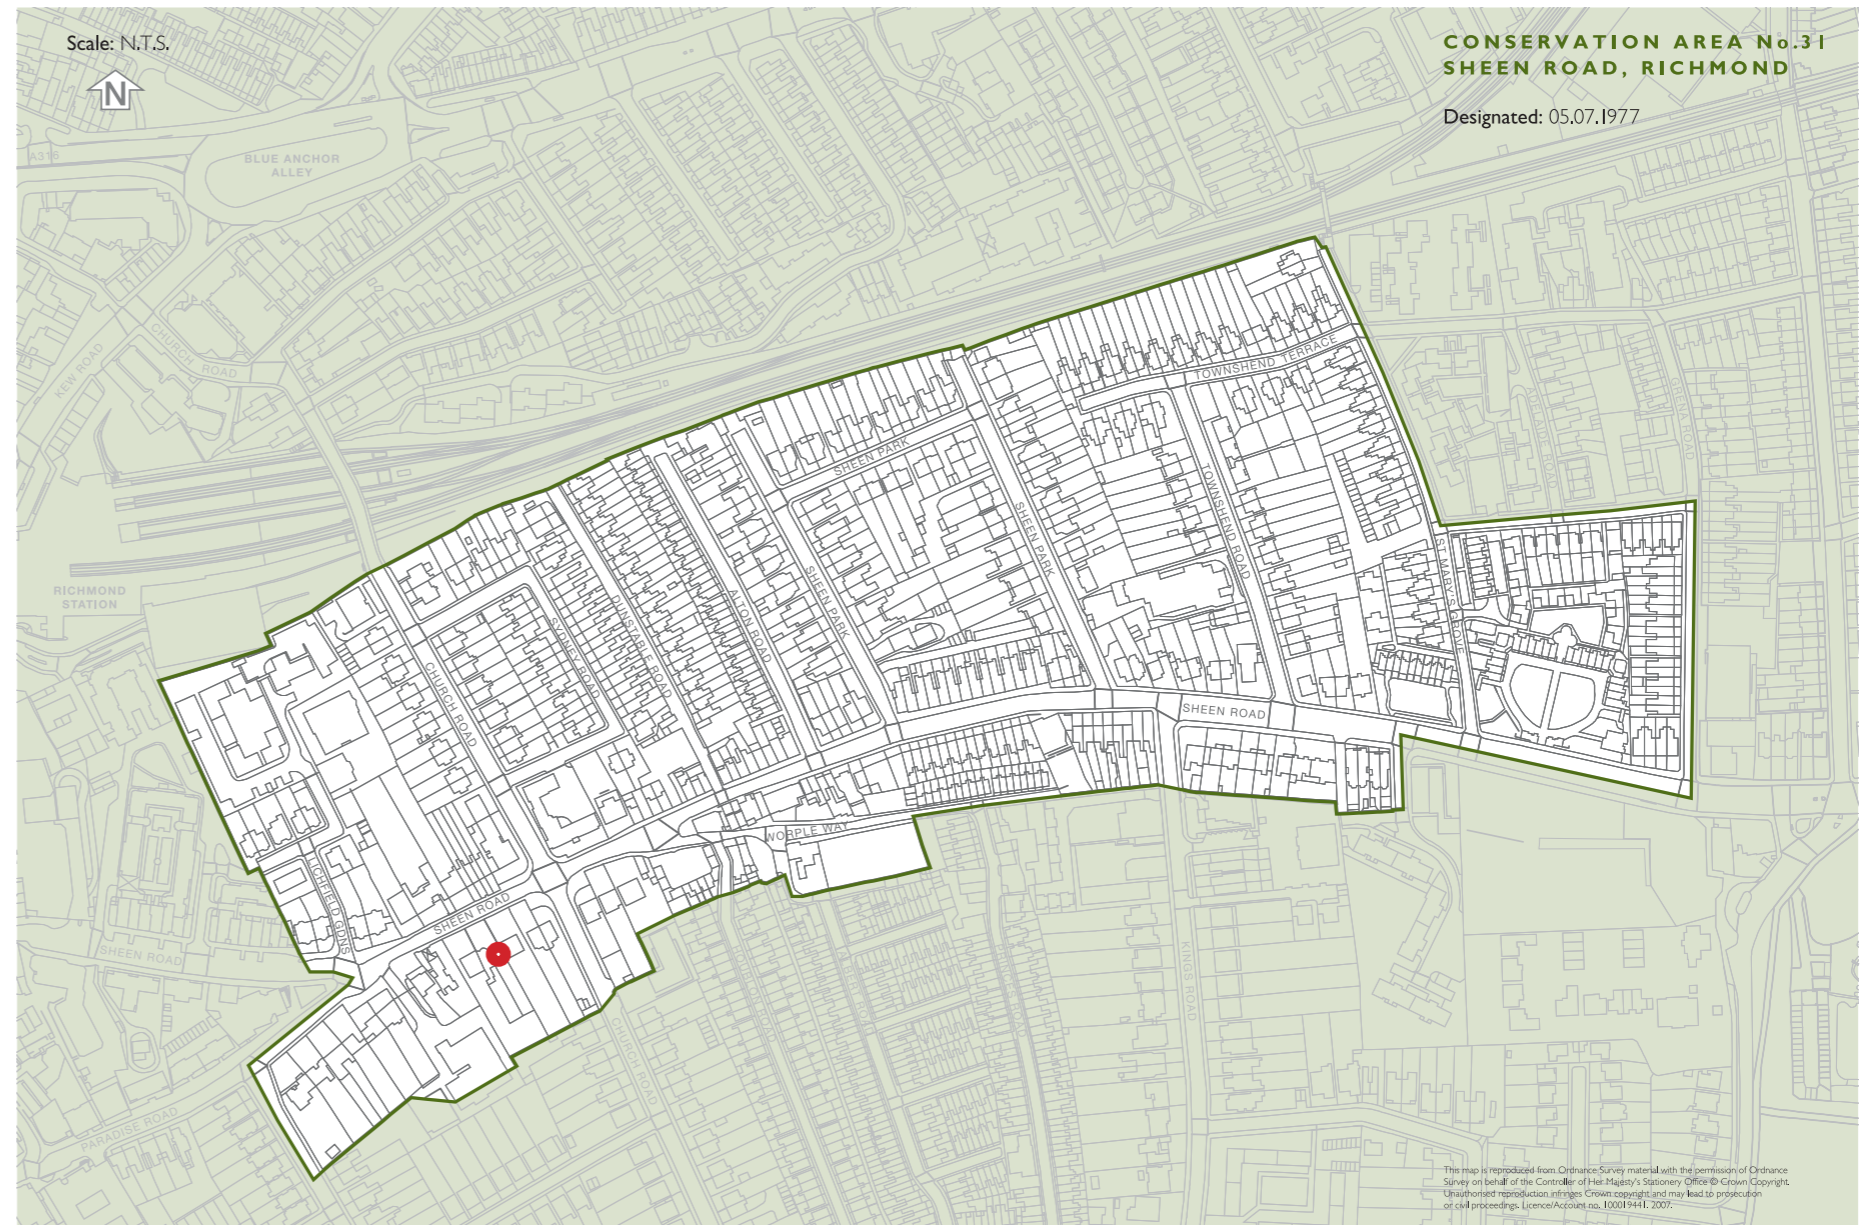 Scale: N.T.S.
N
CONSERVATION AREA No.31
SHEEN ROAD, RICHMOND
Designated: 05.07.1977
A316
BLUE ANCHOR
ALLEY
CHURCH ROAD
KEW ROAD
RICHMOND
STATION
TOWNSHEND TERRACE
SHEEN PARK
SHEEN PARK
SHEEN PARK
TOWNSHEND ROAD
ADELAIDE ROAD
GRENA ROAD
ST MARY'S GROVE
ALTON ROAD
DUNSTABLE ROAD
SYDNEY ROAD
CHURCH ROAD
SHEEN ROAD
WORPLE WAY
LICHFIELD GDNS
SHEEN ROAD
SHEEN ROAD
KINGS ROAD
CHURCH ROAD
PARADISE ROAD
This map is reproduced from Ordnance Survey material with the permission of Ordnance
Survey on behalf of the Controller of Her Majesty's Stationery Office © Crown Copyright.
Unauthorised reproduction infringes Crown copyright and may lead to prosecution
or civil proceedings. Licence/Account no. 100019441. 2007.